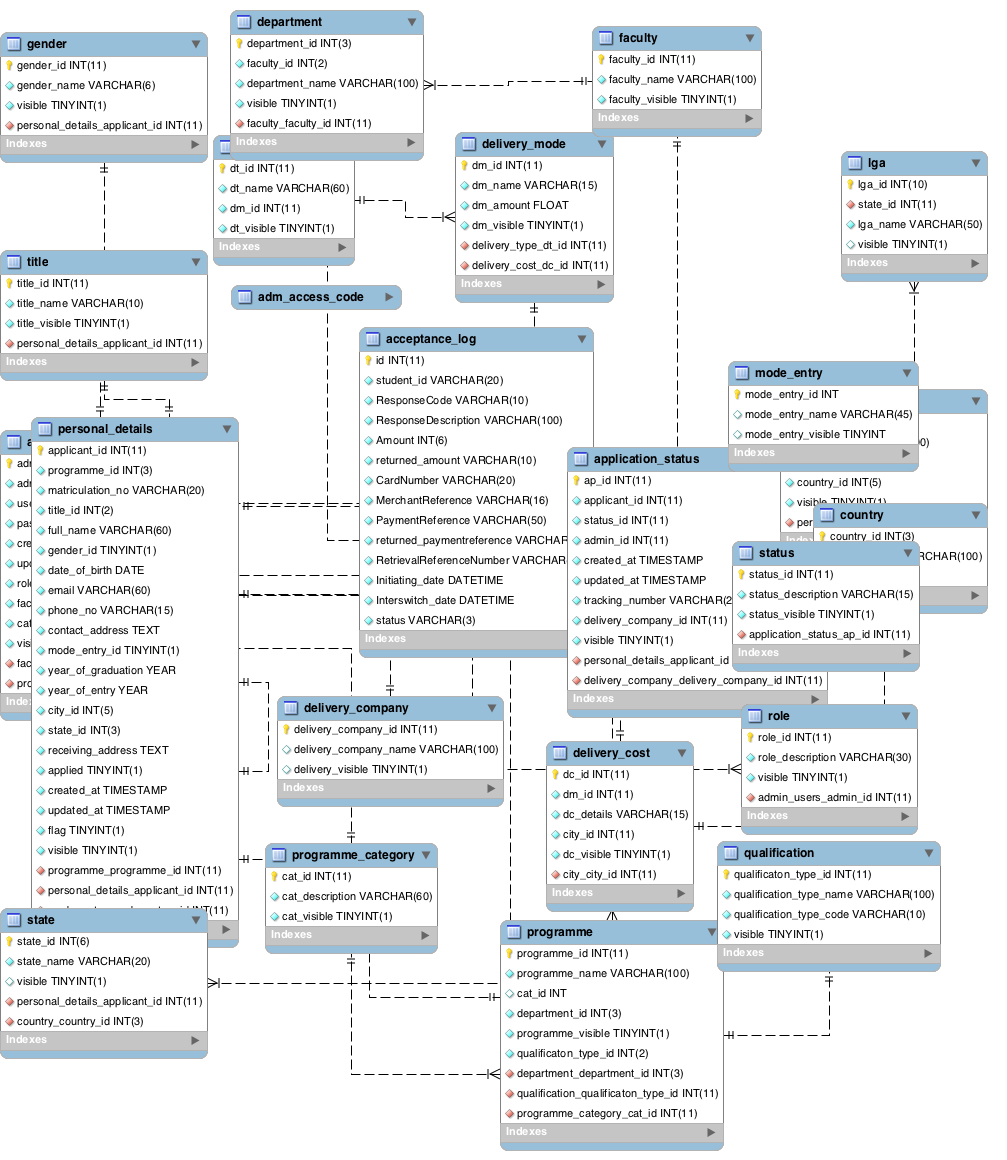 department
department_id INT(3)
faculty_id INT(2)
department_name VARCHAR(100)
visible TINYINT(1)
faculty_faculty_id INT(11)
Indexes
gender
gender_id INT(11)
gender_name VARCHAR(6)
visible TINYINT(1)
personal_details_applicant_id INT(11)
Indexes
faculty
faculty_id INT(11)
faculty_name VARCHAR(100)
faculty_visible TINYINT(1)
Indexes
dt_id INT(11)
dt_name VARCHAR(60)
dm_id INT(11)
dt_visible TINYINT(1)
Indexes
delivery_mode
dm_id INT(11)
dm_name VARCHAR(15)
dm_amount FLOAT
dm_visible TINYINT(1)
delivery_type_dt_id INT(11)
delivery_cost_dc_id INT(11)
Indexes
lga
lga_id INT(10)
state_id INT(11)
lga_name VARCHAR(50)
visible TINYINT(1)
Indexes
title
title_id INT(11)
title_name VARCHAR(10)
title_visible TINYINT(1)
personal_details_applicant_id INT(11)
Indexes
adm_access_code
acceptance_log
id INT(11)
student_id VARCHAR(20)
ResponseCode VARCHAR(10)
ResponseDescription VARCHAR(100)
Amount INT(6)
returned_amount VARCHAR(10)
CardNumber VARCHAR(20)
MerchantReference VARCHAR(16)
PaymentReference VARCHAR(50)
returned_paymentreference VARCHAR
RetrievalReferenceNumber VARCHAR
Initiating_date DATETIME
Interswitch_date DATETIME
status VARCHAR(3)
Indexes
mode_entry
mode_entry_id INT
mode_entry_name VARCHAR(45)
mode_entry_visible TINYINT
Indexes
country_id INT(5)
visible TINYINT(1)
per
country
country_id INT(3)
RCHAR(100)
personal_details
applicant_id INT(11)
programme_id INT(3)
matriculation_no VARCHAR(20)
title_id INT(2)
full_name VARCHAR(60)
gender_id TINYINT(1)
date_of_birth DATE
email VARCHAR(60)
phone_no VARCHAR(15)
contact_address TEXT
mode_entry_id TINYINT(1)
year_of_graduation YEAR
year_of_entry YEAR
city_id INT(5)
state_id INT(3)
receiving_address TEXT
applied TINYINT(1)
created_at TIMESTAMP
updated_at TIMESTAMP
flag TINYINT(1)
visible TINYINT(1)
programme_programme_id INT(11)
personal_details_applicant_id INT(11)
application_status
ap_id INT(11)
applicant_id INT(11)
status_id INT(11)
admin_id INT(11)
created_at TIMESTAMP
updated_at TIMESTAMP
tracking_number VARCHAR(2
delivery_company_id INT(11)
visible TINYINT(1)
personal_details_applicant_id
delivery_company_delivery_company_id INT(11)
Indexes
status
status_id INT(11)
status_description VARCHAR(15)
status_visible TINYINT(1)
application_status_ap_id INT(11)
Indexes
delivery_company
delivery_company_id INT(11)
delivery_company_name VARCHAR(100)
delivery_visible TINYINT(1)
Indexes
role
role_id INT(11)
role_description VARCHAR(30)
visible TINYINT(1)
admin_users_admin_id INT(11)
Indexes
delivery_cost
dc_id INT(11)
dm_id INT(11)
dc_details VARCHAR(15)
city_id INT(11)
dc_visible TINYINT(1)
city_city_id INT(11)
Indexes
programme_category
cat_id INT(11)
cat_description VARCHAR(60)
cat_visible TINYINT(1)
Indexes
qualification
qualificaton_type_id INT(11)
qualification_type_name VARCHAR(100)
qualification_type_code VARCHAR(10)
visible TINYINT(1)
Indexes
state
state_id INT(6)
state_name VARCHAR(20)
visible TINYINT(1)
personal_details_applicant_id INT(11)
country_country_id INT(3)
Indexes
programme
programme_id INT(11)
programme_name VARCHAR(100)
cat_id INT
department_id INT(3)
programme_visible TINYINT(1)
qualificaton_type_id INT(2)
department_department_id INT(3)
qualification_qualificaton_type_id INT(11)
programme_category_cat_id INT(11)
Indexes